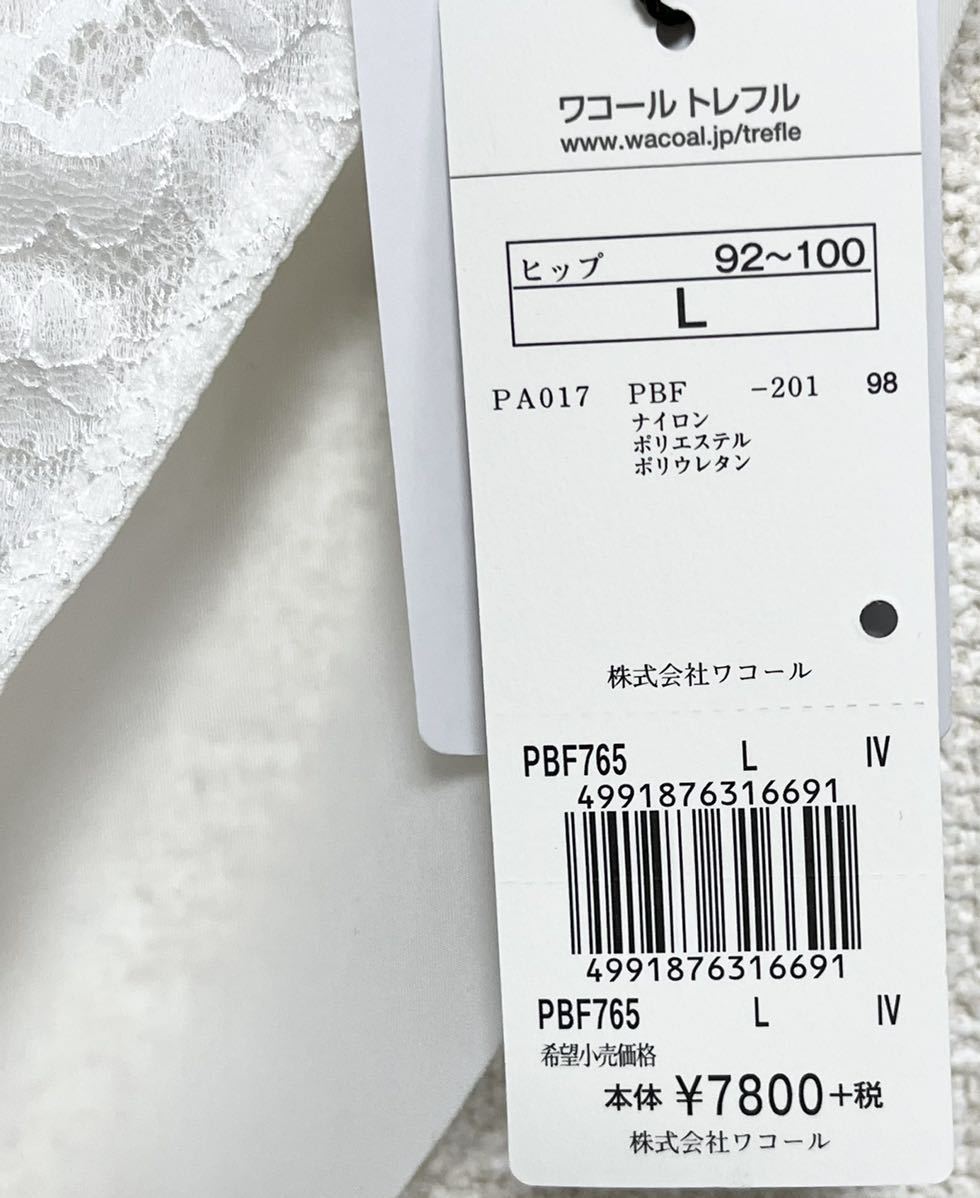 ワコール トレフル
www.wacoal.jp/trefle
ヒップ 92～100
L
PA017 PBF -201 98
ナイロン
ポリエステル
ポリウレタン
株式会社ワコール
PBF765 L IV
4991876316691
4991876316691
PBF765 L IV
希望小売価格
本体 ¥7800+税
株式会社ワコール